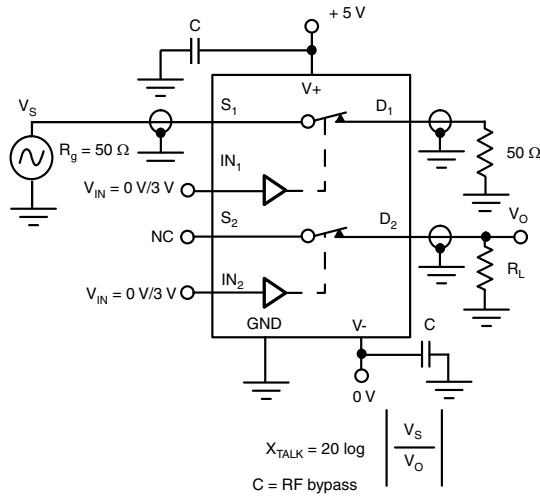 + 5 V
C
V+
V_S
S_1
D_1
R_g = 50 Ω
50 Ω
IN_1
V_IN = 0 V/3 V
S_2
D_2
V_O
NC
R_L
IN_2
V_IN = 0 V/3 V
GND
V-
C
0 V
X_TALK = 20 log | V_S / V_O |
C = RF bypass